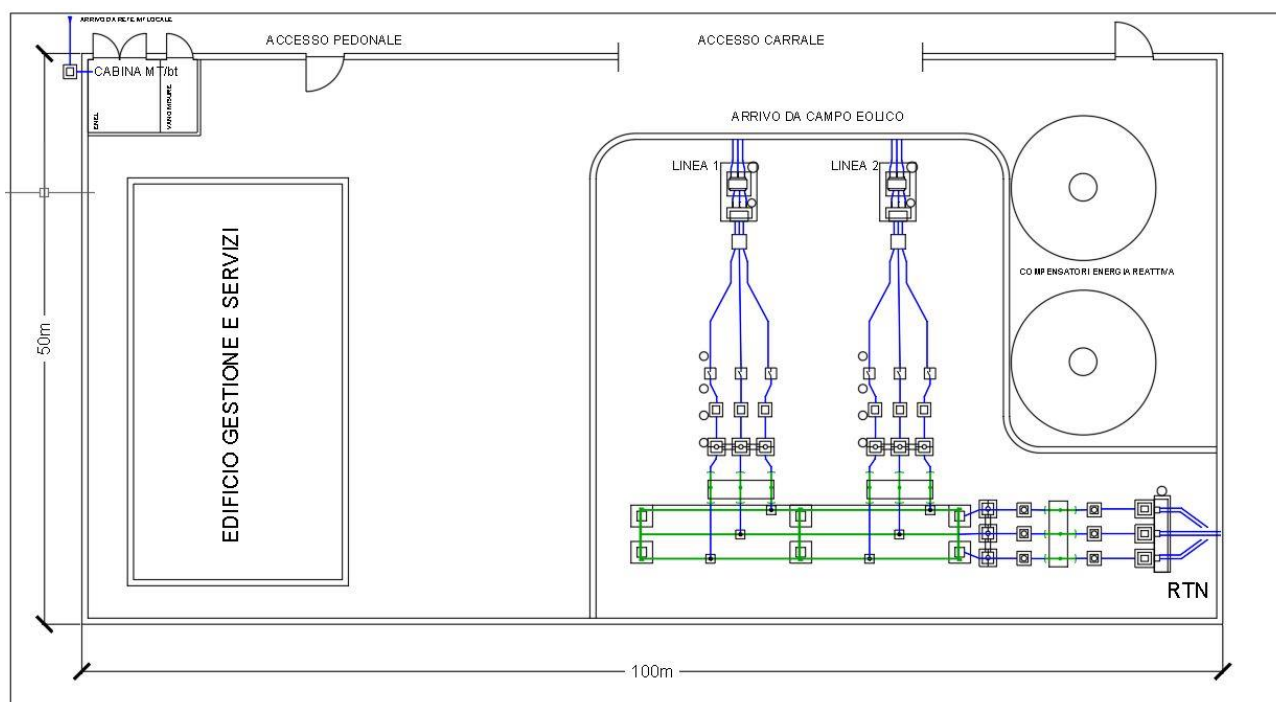 ARRIVO DA RETE MT LOCALE
ACCESSO PEDONALE
ACCESSO CARRALE
CABINA MT/bt
ENEL
VANO MISURE
ARRIVO DA CAMPO EOLICO
LINEA 1
LINEA 2
COMPENSATORI ENERGIA REATTIVA
EDIFICIO GESTIONE E SERVIZI
50m
RTN
100m